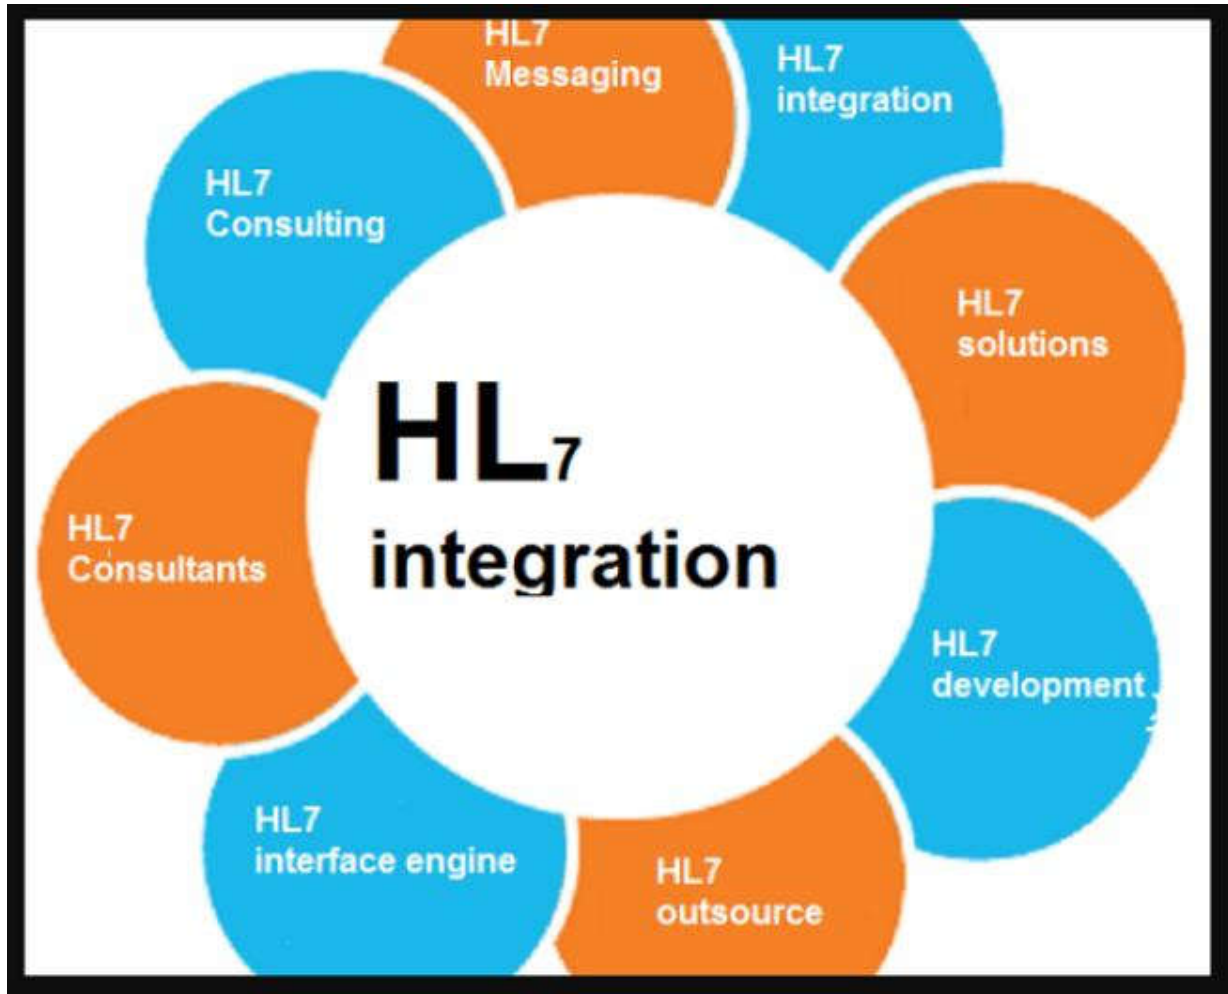 HL7
Messaging
HL7
integration
HL7
Consulting
HL7
solutions
HL7
integration
HL7
Consultants
HL7
development
HL7
interface engine
HL7
outsource